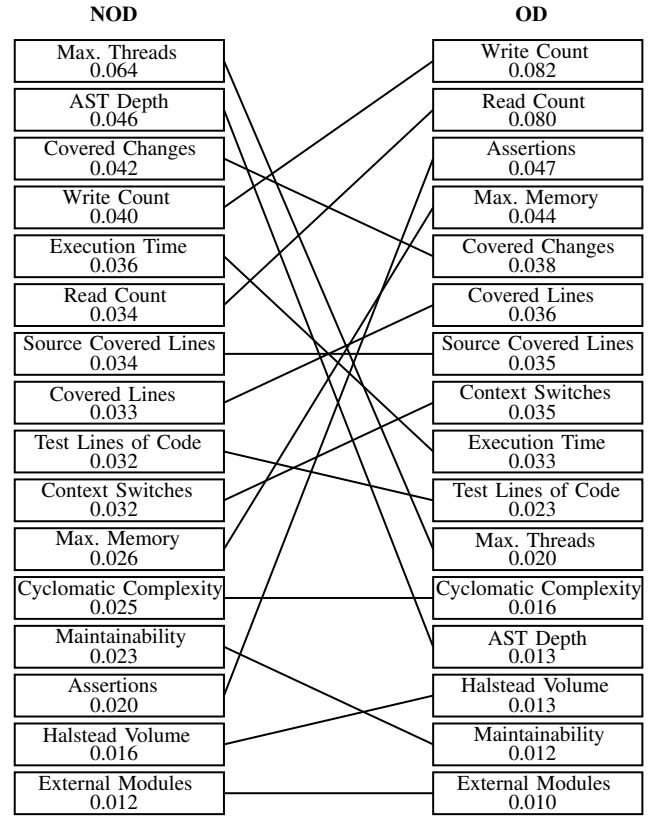 NOD
Max. Threads
0.064
AST Depth
0.046
Covered Changes
0.042
Write Count
0.040
Execution Time
0.036
Read Count
0.034
Source Covered Lines
0.034
Covered Lines
0.033
Test Lines of Code
0.032
Context Switches
0.032
Max. Memory
0.026
Cyclomatic Complexity
0.025
Maintainability
0.023
Assertions
0.020
Halstead Volume
0.016
External Modules
0.012
OD
Write Count
0.082
Read Count
0.080
Assertions
0.047
Max. Memory
0.044
Covered Changes
0.038
Covered Lines
0.036
Source Covered Lines
0.035
Context Switches
0.035
Execution Time
0.033
Test Lines of Code
0.023
Max. Threads
0.020
Cyclomatic Complexity
0.016
AST Depth
0.013
Halstead Volume
0.013
Maintainability
0.012
External Modules
0.010